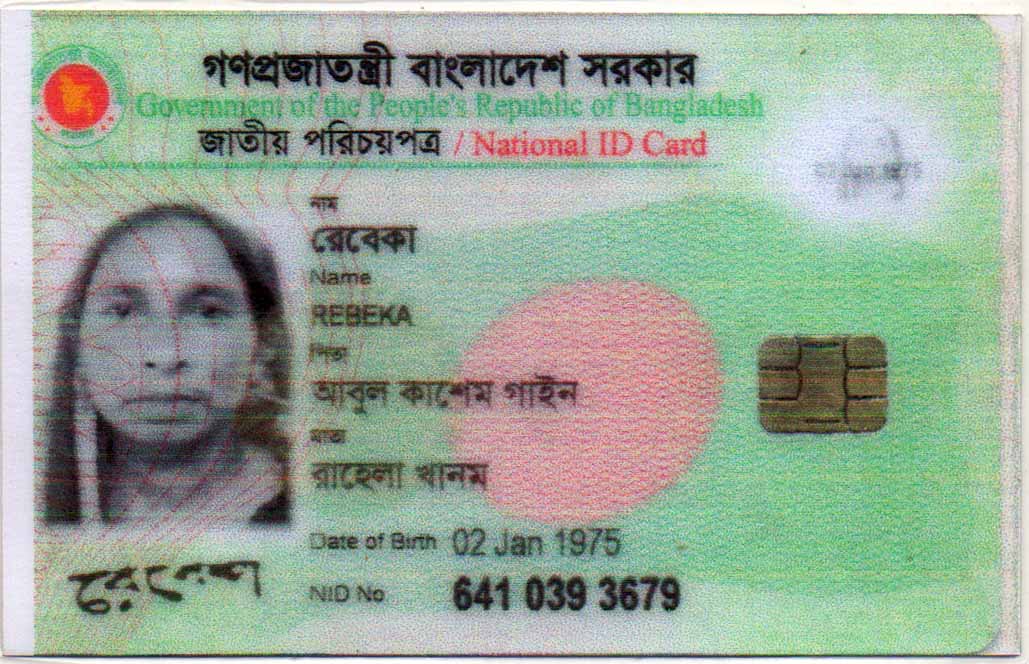 গণপ্রজাতন্ত্রী বাংলাদেশ সরকার
Government of the People's Republic of Bangladesh
জাতীয় পরিচয়পত্র / National ID Card
নাম
রেবেকা
Name
REBEKA
পিতা
আবুল কাশেম গাইন
মাতা
রাহেলা খানম
Date of Birth 02 Jan 1975
রেবেকা
NID No 641 039 3679